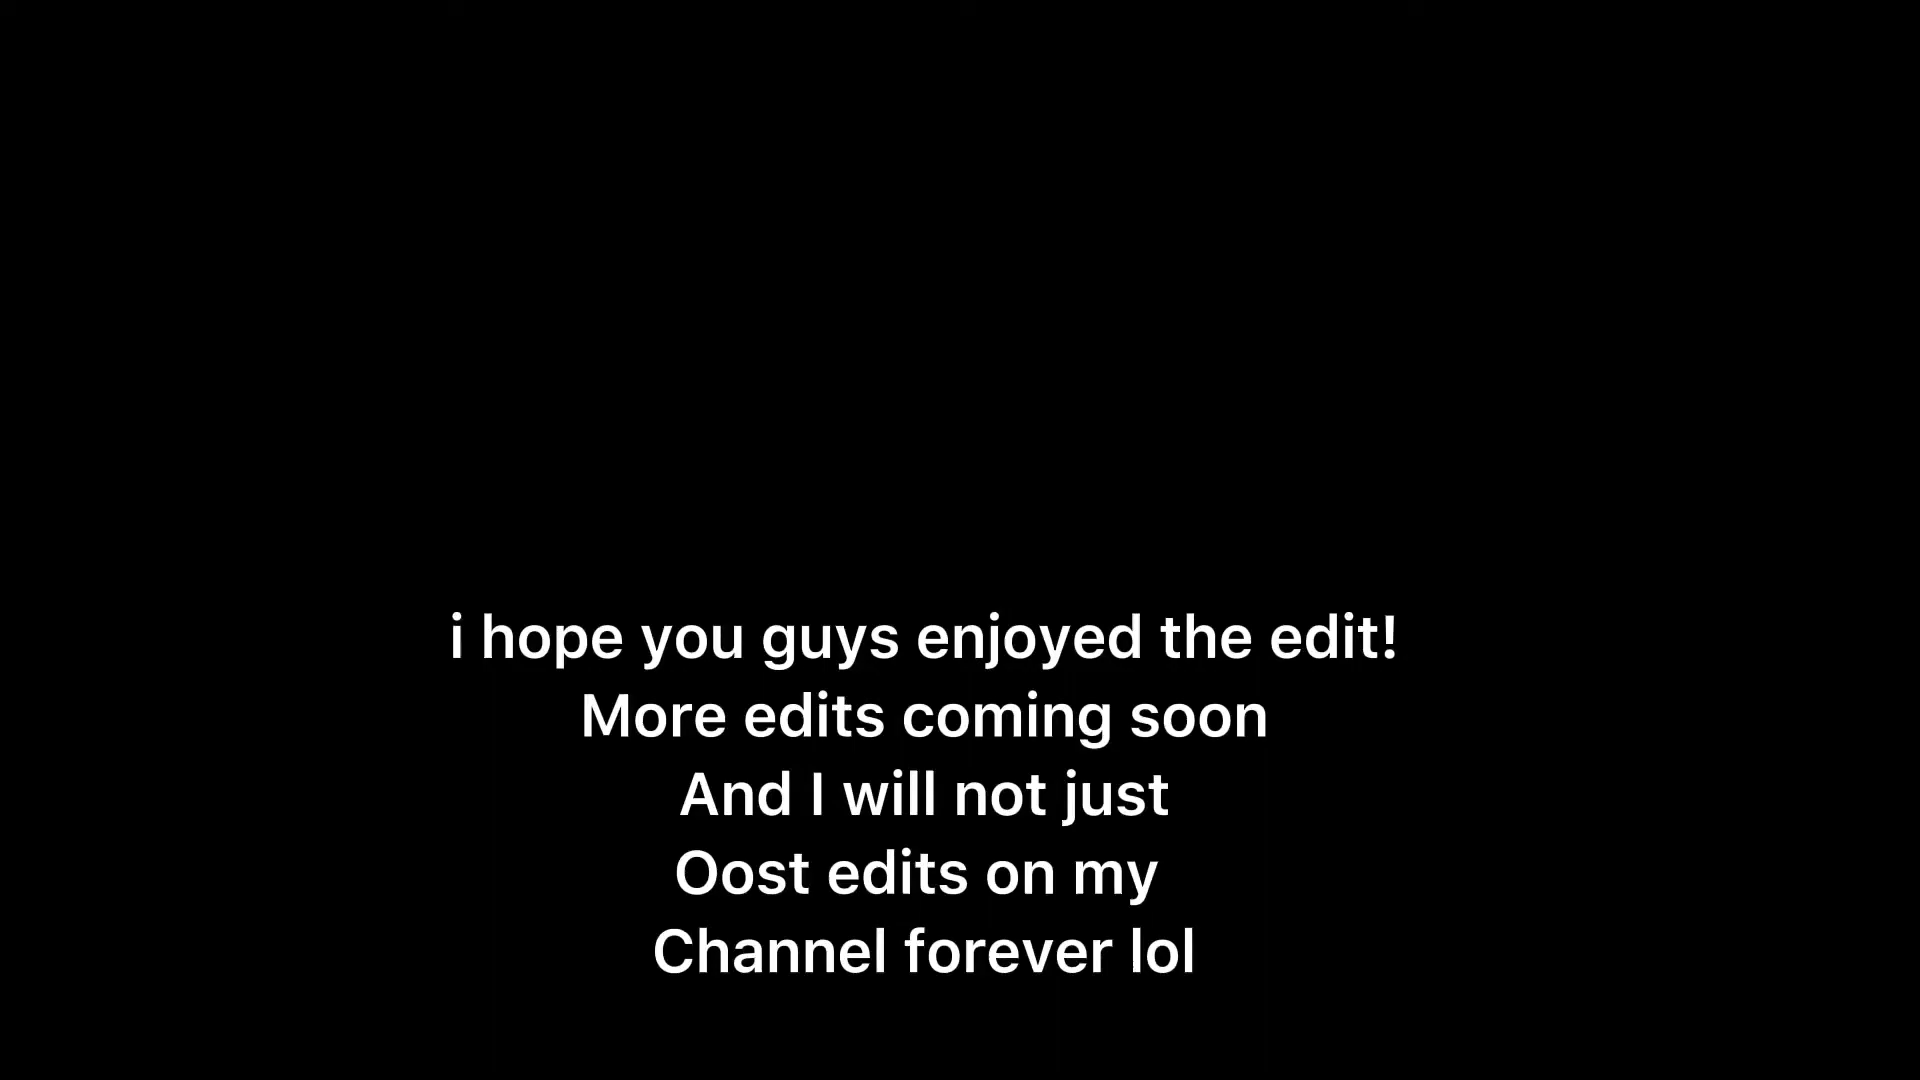 i hope you guys enjoyed the edit!
More edits coming soon
And I will not just
Oost edits on my
Channel forever lol